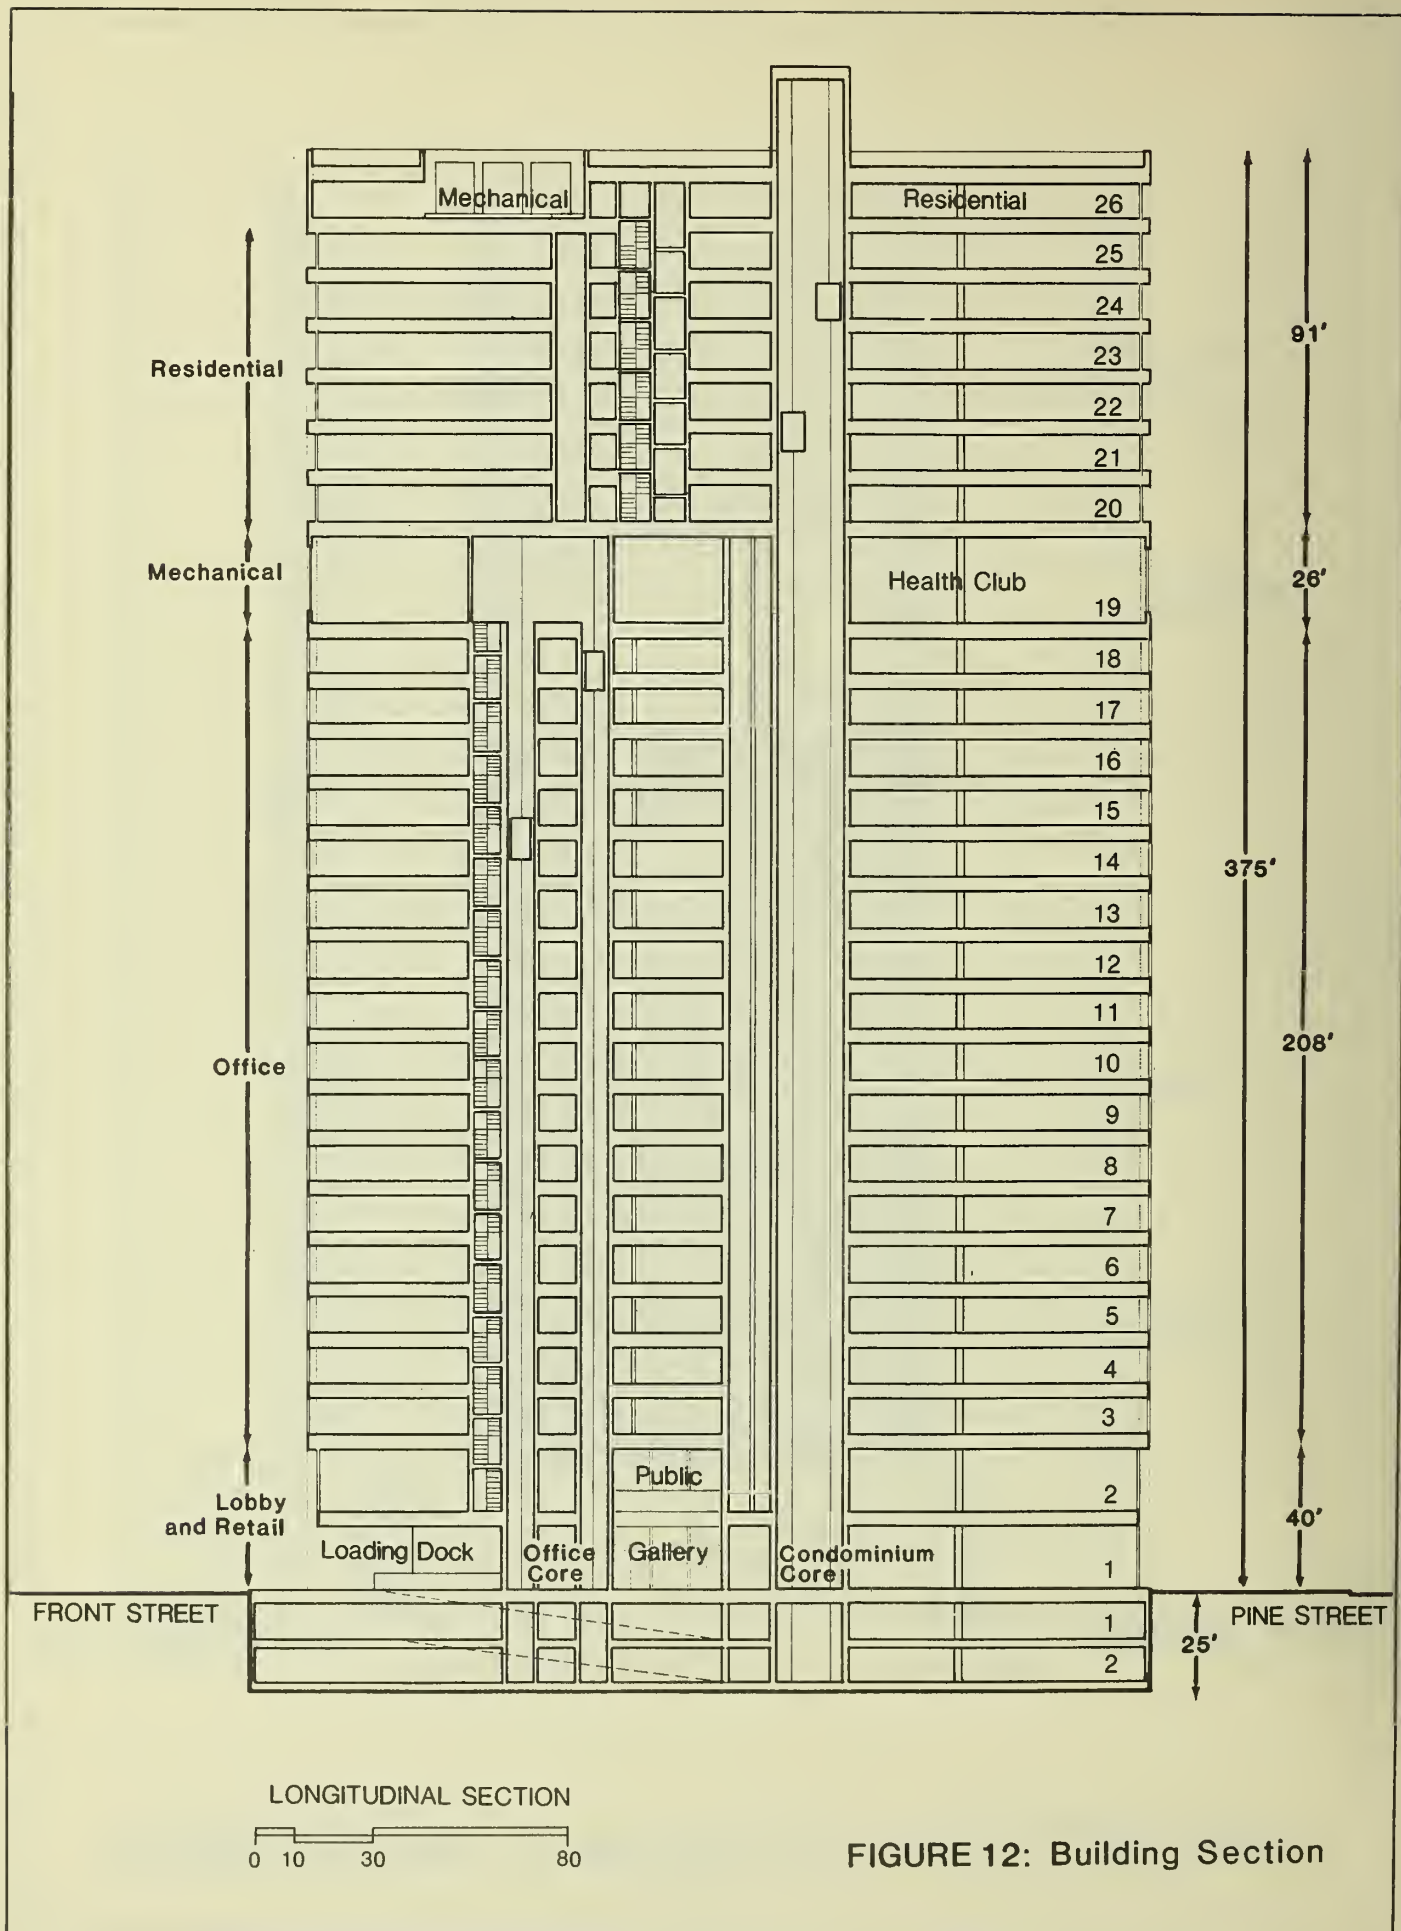 Mechanical
Residential 26
25
24
91'
23
Residential
22
21
20
Mechanical
Health Club
26'
19
18
17
16
15
14
375'
13
12
11
208'
Office
10
9
8
7
6
5
4
3
Public
2
Lobby
and Retail
40'
Loading Dock
Office
Core
Gallery
Condominium
Core
1
FRONT STREET
1
PINE STREET
25'
2
LONGITUDINAL SECTION
0 10 30 80
FIGURE 12: Building Section